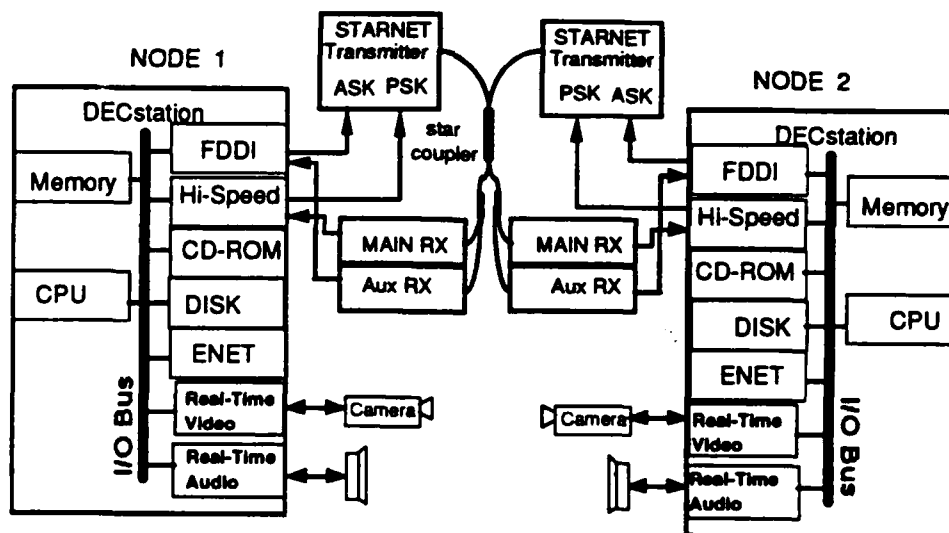 NODE 1
DECstation
Memory
CPU
I/O Bus
FDDI
Hi-Speed
CD-ROM
DISK
ENET
Real-Time
Video
Real-Time
Audio
Camera
STARNET
Transmitter
ASK PSK
star
coupler
MAIN RX
Aux RX
STARNET
Transmitter
PSK ASK
MAIN RX
Aux RX
Camera
NODE 2
DECstation
FDDI
Hi-Speed
CD-ROM
DISK
ENET
Real-Time
Video
Real-Time
Audio
I/O Bus
Memory
CPU